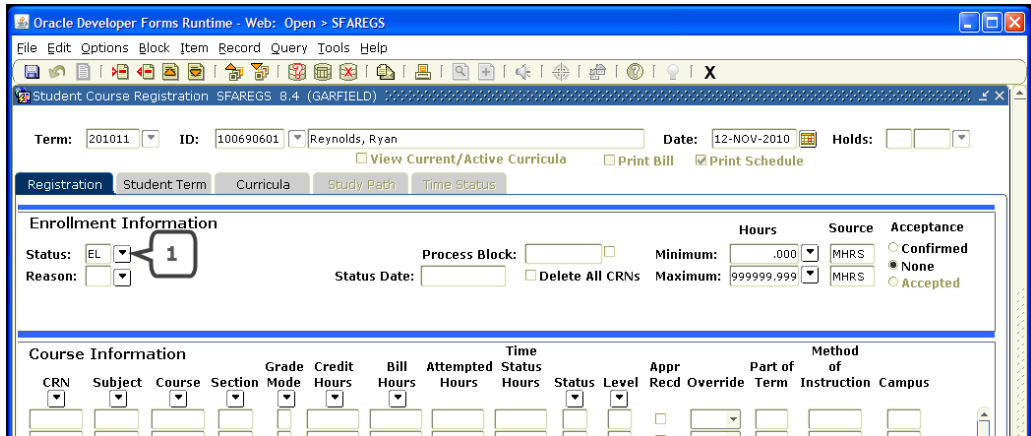 Oracle Developer Forms Runtime - Web: Open > SFAREGS
File Edit Options Block Item Record Query Tools Help
X
Student Course Registration SFAREGS 8.4 (GARFIELD)
Term: 201011 ID: 100690601 Reynolds, Ryan Date: 12-NOV-2010 Holds:
View Current/Active Curricula Print Bill Print Schedule
Registration Student Term Curricula Study Path Time Status
Enrollment Information
Hours Source Acceptance
Status: EL 1 Process Block: Minimum: .000 MHRS Confirmed
None
Reason: Status Date: Delete All CRNs Maximum: 999999.999 MHRS Accepted
Course Information Time Method
Grade Credit Bill Attempted Status Appr Part of of
CRN Subject Course Section Mode Hours Hours Hours Hours Status Level Recd Override Term Instruction Campus